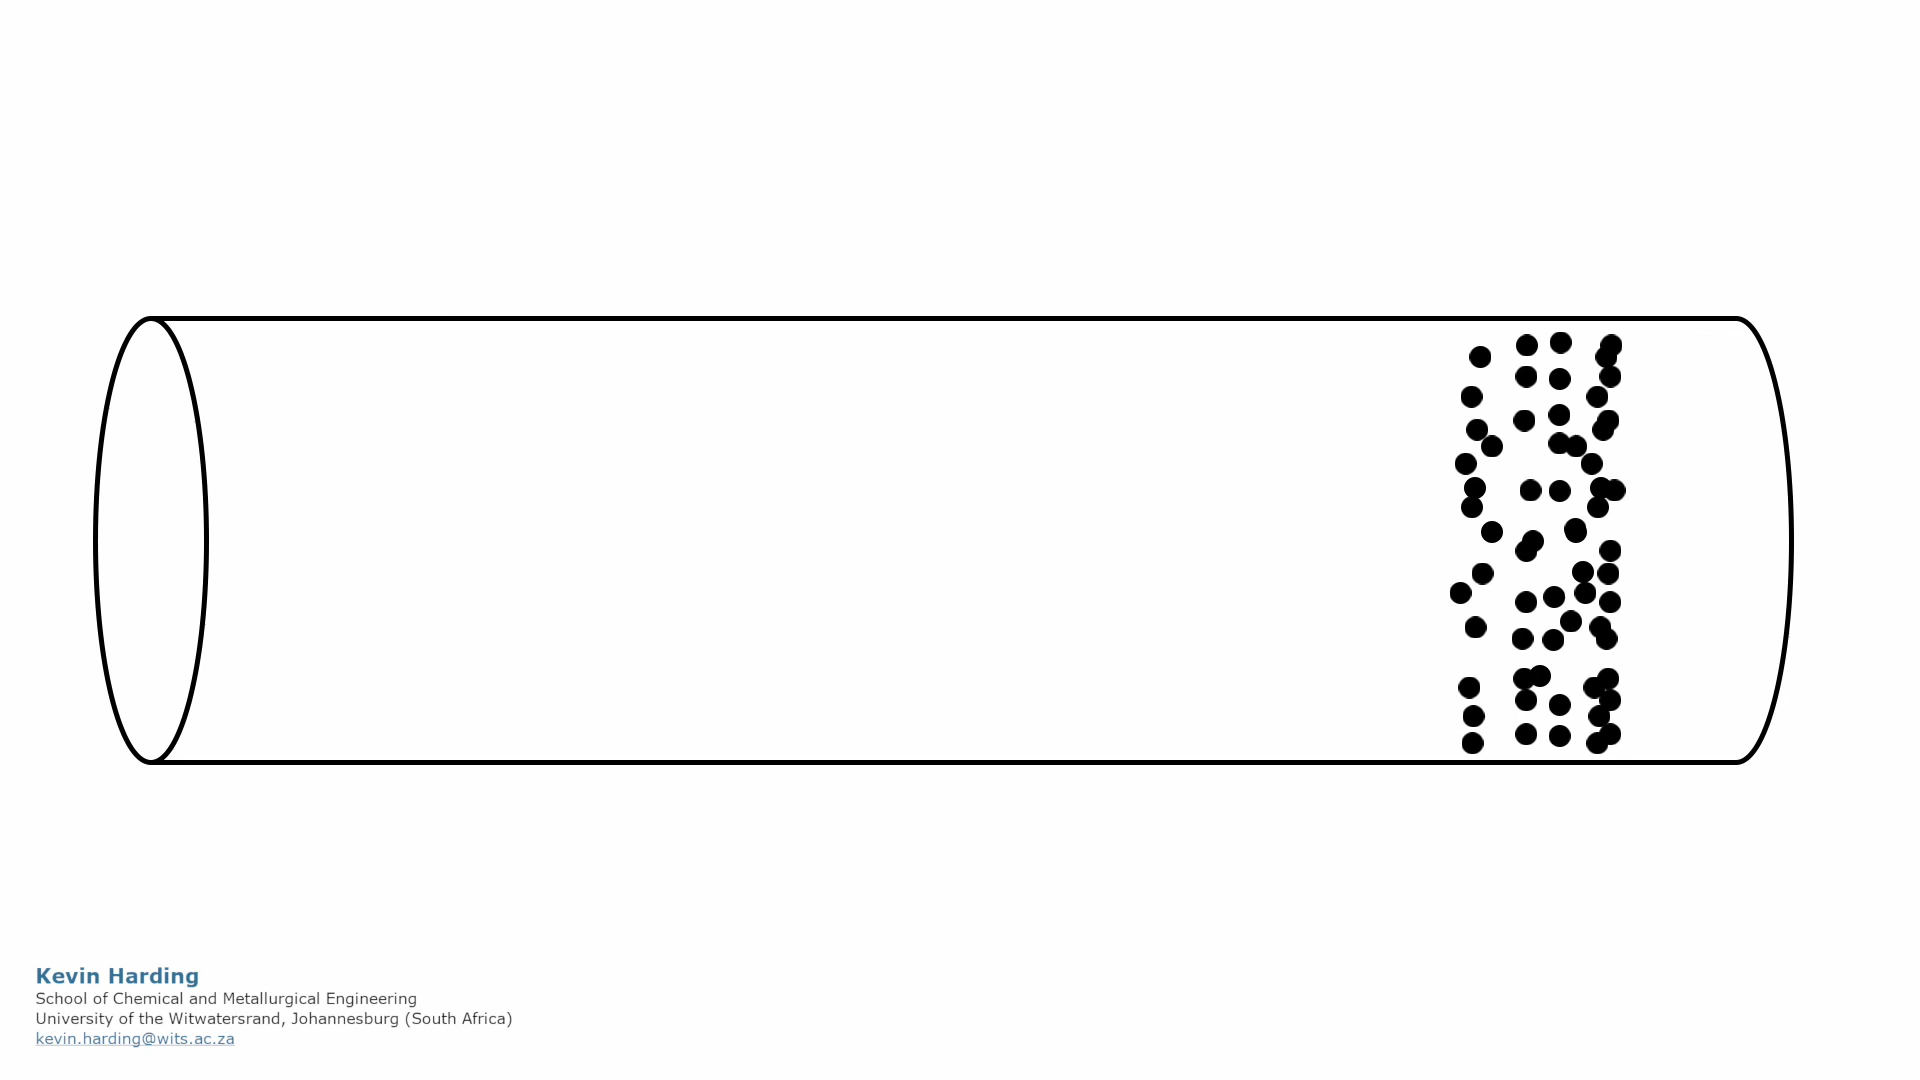 Kevin Harding
School of Chemical and Metallurgical Engineering
University of the Witwatersrand, Johannesburg (South Africa)
kevin.harding@wits.ac.za